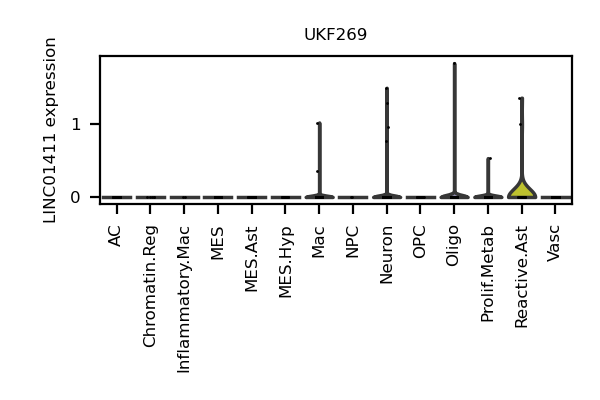 UKF269
LINC01411 expression
1
0
AC
Chromatin.Reg
Inflammatory.Mac
MES
MES.Ast
MES.Hyp
Mac
NPC
Neuron
OPC
Oligo
Prolif.Metab
Reactive.Ast
Vasc